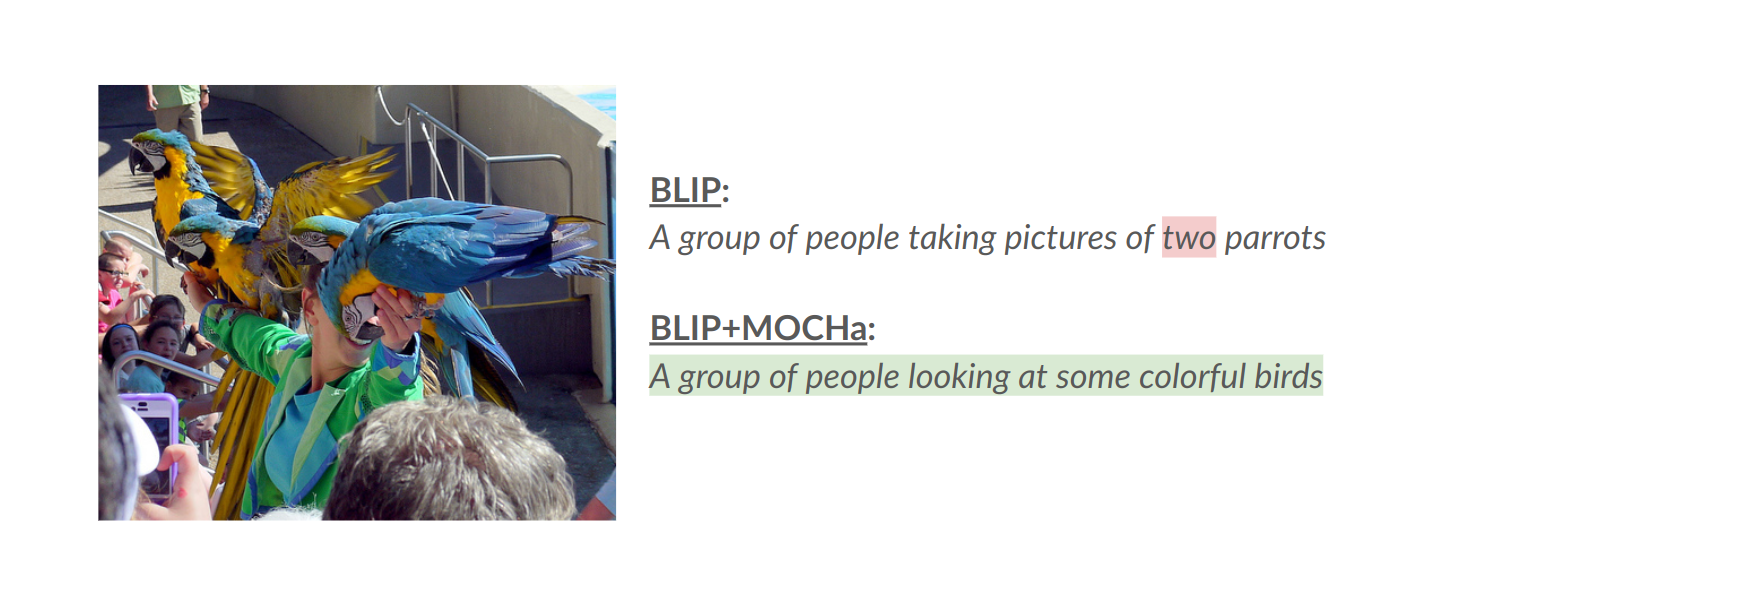 BLIP:
A group of people taking pictures of two parrots
BLIP+MOCHa:
A group of people looking at some colorful birds